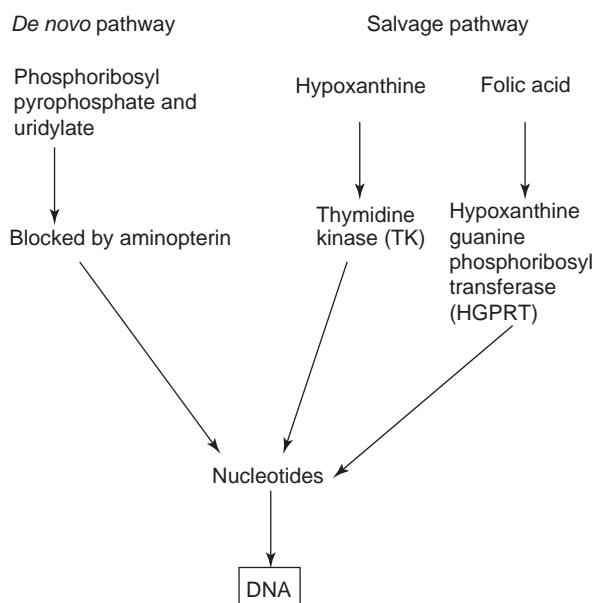 De novo pathway
Salvage pathway
Phosphoribosyl
pyrophosphate and
uridylate
Hypoxanthine
Folic acid
Blocked by aminopterin
Thymidine
kinase (TK)
Hypoxanthine
guanine
phosphoribosyl
transferase
(HGPRT)
Nucleotides
DNA